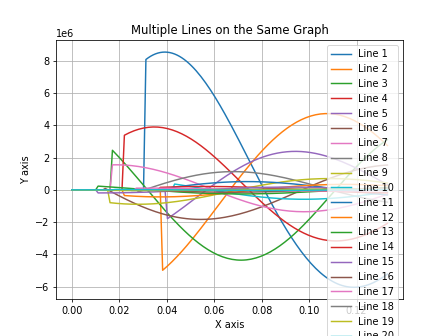 Multiple Lines on the Same Graph
1e6
8
6
4
2
0
−2
−4
−6
Y axis
0.00
0.02
0.04
0.06
0.08
0.10
X axis
Line 1
Line 2
Line 3
Line 4
Line 5
Line 6
Line 7
Line 8
Line 9
Line 10
Line 11
Line 12
Line 13
Line 14
Line 15
Line 16
Line 17
Line 18
Line 19
Line 20